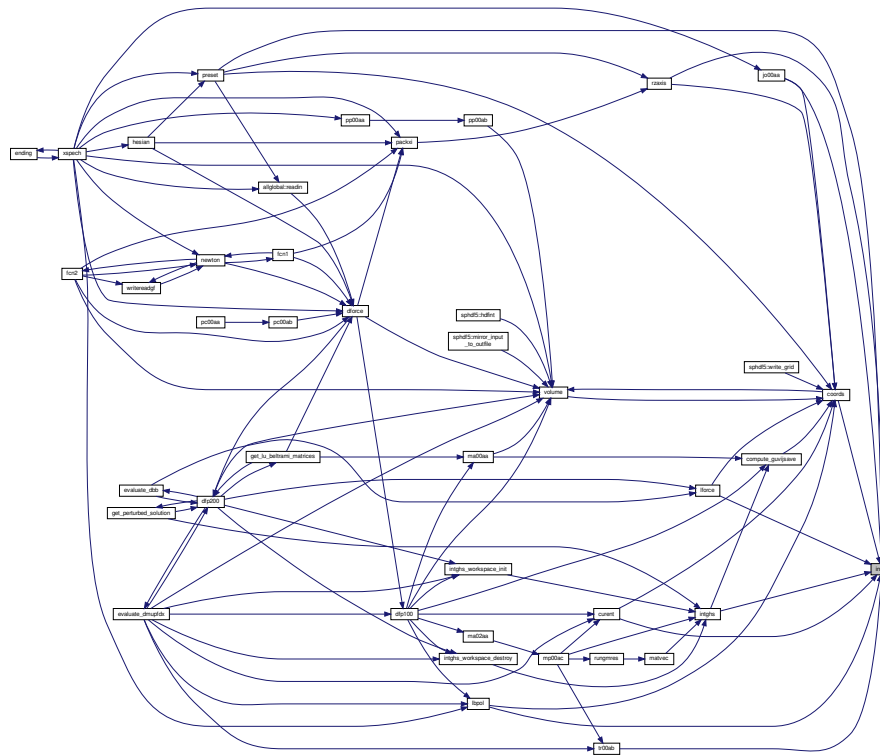 preset
jo00aa
rzaxis
pp00aa
pp00ab
hesian
packxi
ending
xspech
allglobal::readin
fcn1
newton
fcn2
writereadgf
dforce
pc00aa
pc00ab
sphdf5::hdfint
sphdf5::mirror_input
_to_outfile
sphdf5::write_grid
volume
coords
get_lu_beltrami_matrices
ma00aa
compute_guvijsave
evaluate_dbb
lforce
dfp200
get_perturbed_solution
intghs_workspace_init
evaluate_dmupfdx
dfp100
curent
intghs
ma02aa
intghs_workspace_destroy
mp00ac
rungmres
matvec
lbpol
tr00ab